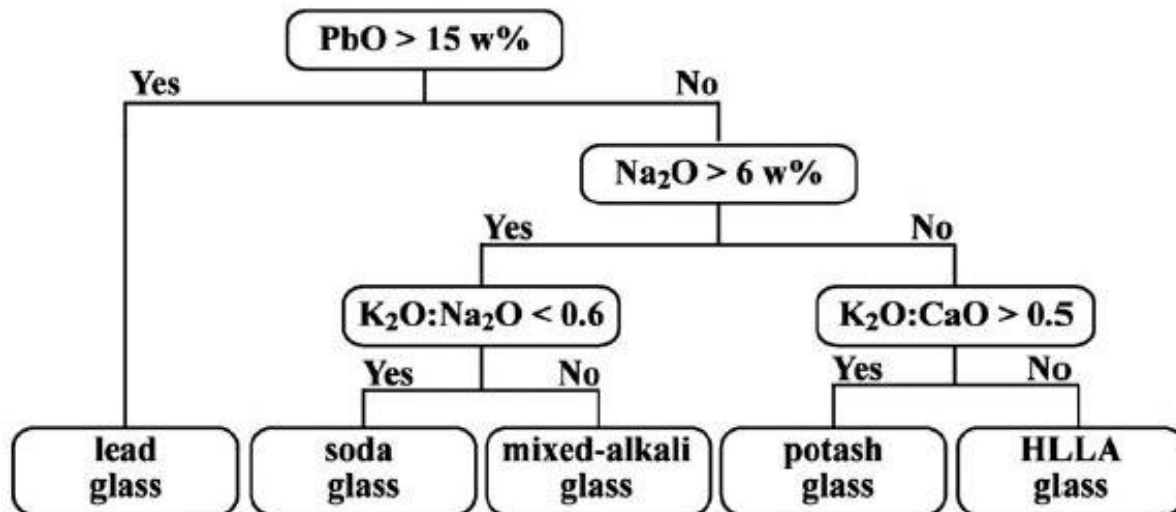 PbO > 15 w%
Yes
No
Na₂O > 6 w%
Yes
No
K₂O:Na₂O < 0.6
K₂O:CaO > 0.5
Yes
No
Yes
No
lead
glass
soda
glass
mixed-alkali
glass
potash
glass
HLLA
glass